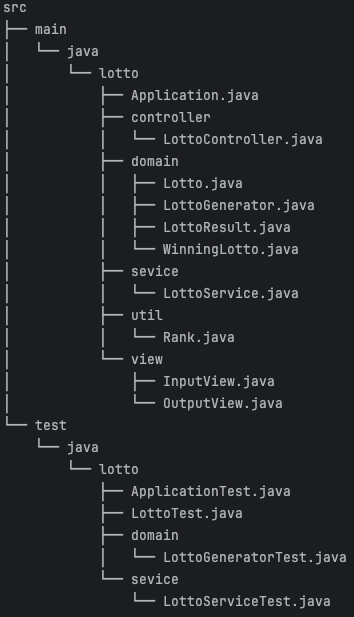 src
├── main
│   └── java
│       └── lotto
│           ├── Application.java
│           ├── controller
│           │   └── LottoController.java
│           ├── domain
│           │   ├── Lotto.java
│           │   ├── LottoGenerator.java
│           │   ├── LottoResult.java
│           │   └── WinningLotto.java
│           ├── sevice
│           │   └── LottoService.java
│           ├── util
│           │   └── Rank.java
│           └── view
│               ├── InputView.java
│               └── OutputView.java
└── test
    └── java
        └── lotto
            ├── ApplicationTest.java
            ├── LottoTest.java
            ├── domain
            │   └── LottoGeneratorTest.java
            └── sevice
                └── LottoServiceTest.java